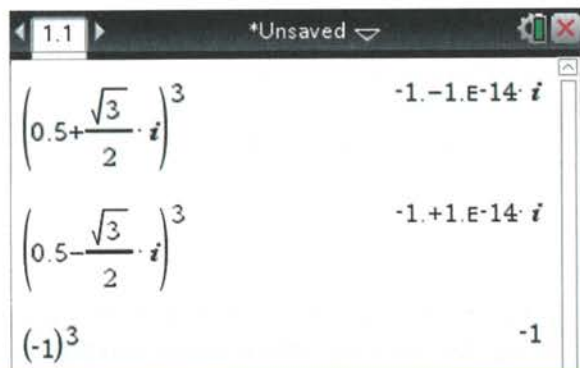 1.1 *Unsaved
(0.5+√3/2·i)^3 -1.-1.E-14·i
(0.5-√3/2·i)^3 -1.+1.E-14·i
(-1)^3 -1